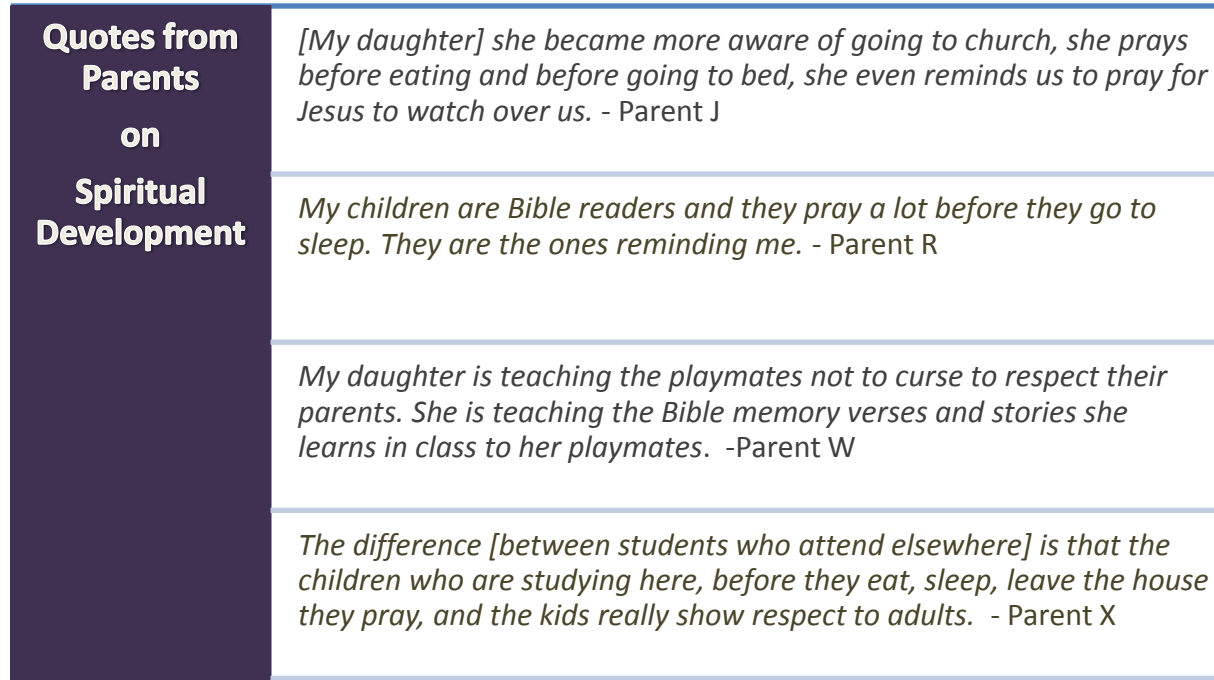 Quotes from
Parents
on
Spiritual
Development
[My daughter] she became more aware of going to church, she prays
before eating and before going to bed, she even reminds us to pray for
Jesus to watch over us. - Parent J
My children are Bible readers and they pray a lot before they go to
sleep. They are the ones reminding me. - Parent R
My daughter is teaching the playmates not to curse to respect their
parents. She is teaching the Bible memory verses and stories she
learns in class to her playmates. -Parent W
The difference [between students who attend elsewhere] is that the
children who are studying here, before they eat, sleep, leave the house
they pray, and the kids really show respect to adults. - Parent X